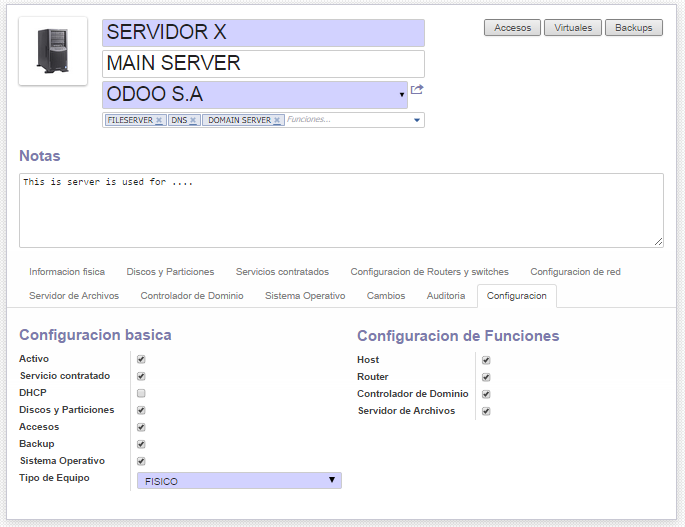 SERVIDOR X
Accesos Virtuales Backups
MAIN SERVER
ODOO S.A
FILESERVER x DNS x DOMAIN SERVER x Funciones...
Notas
This is server is used for ....
Informacion fisica Discos y Particiones Servicios contratados Configuracion de Routers y switches Configuracion de red
Servidor de Archivos Controlador de Dominio Sistema Operativo Cambios Auditoria Configuracion
Configuracion basica
Activo
Servicio contratado
DHCP
Discos y Particiones
Accesos
Backup
Sistema Operativo
Tipo de Equipo FISICO
Configuracion de Funciones
Host
Router
Controlador de Dominio
Servidor de Archivos